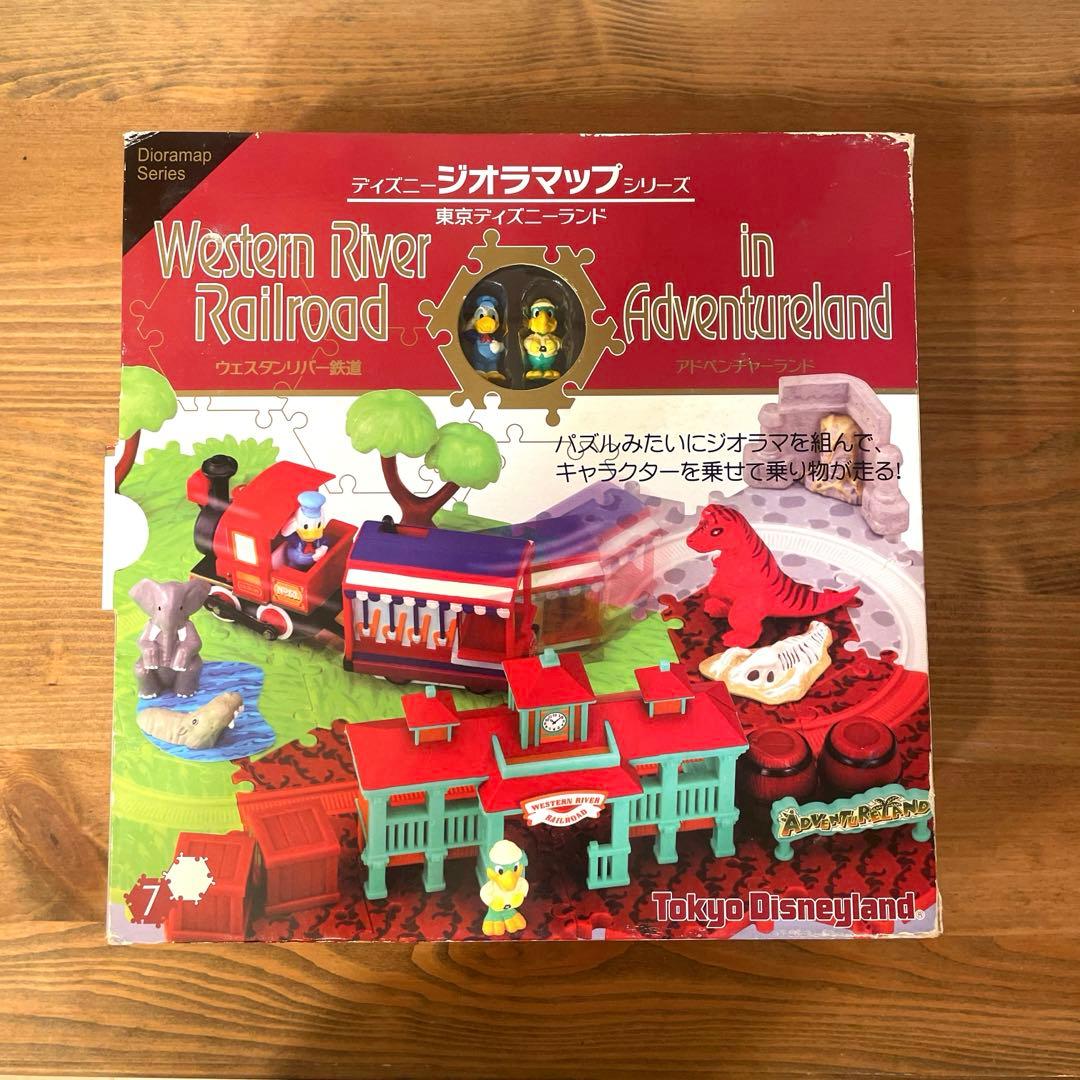 Dioramap
Series
ディズニージオラマップシリーズ
東京ディズニーランド
Western River
Railroad
in
Adventureland
ウェスタンリバー鉄道
アドベンチャーランド
パズルみたいにジオラマを組んで、
キャラクターを乗せて乗り物が走る!
WESTERN RIVER
RAILROAD
ADVENTURELAND
7
Tokyo Disneyland®